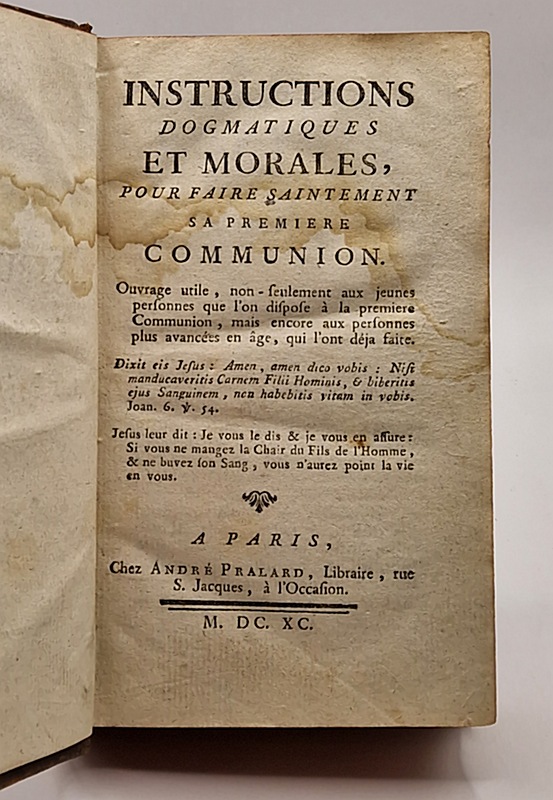 INSTRUCTIONS
DOGMATIQUES
ET MORALES,
POUR FAIRE SAINTEMENT
SA PREMIERE
COMMUNION.
Ouvrage utile, non-ſeulement aux jeunes
perſonnes que l'on diſpoſe à la premiere
Communion, mais encore aux perſonnes
plus avancées en âge, qui l'ont déja faite.
Dixit eis Jeſus: Amen, amen dico vobis: Niſi
manducaveritis Carnem Filii Hominis, & biberitis
ejus Sanguinem, non habebitis vitam in vobis.
Joan. 6. ℣. 54.
Jeſus leur dit: Je vous le dis & je vous en aſſure:
Si vous ne mangez la Chair du Fils de l'Homme,
& ne buvez ſon Sang, vous n'aurez point la vie
en vous.
A PARIS,
Chez ANDRÉ PRALARD, Libraire, rue
S. Jacques, à l'Occaſion.
M. DC. XC.